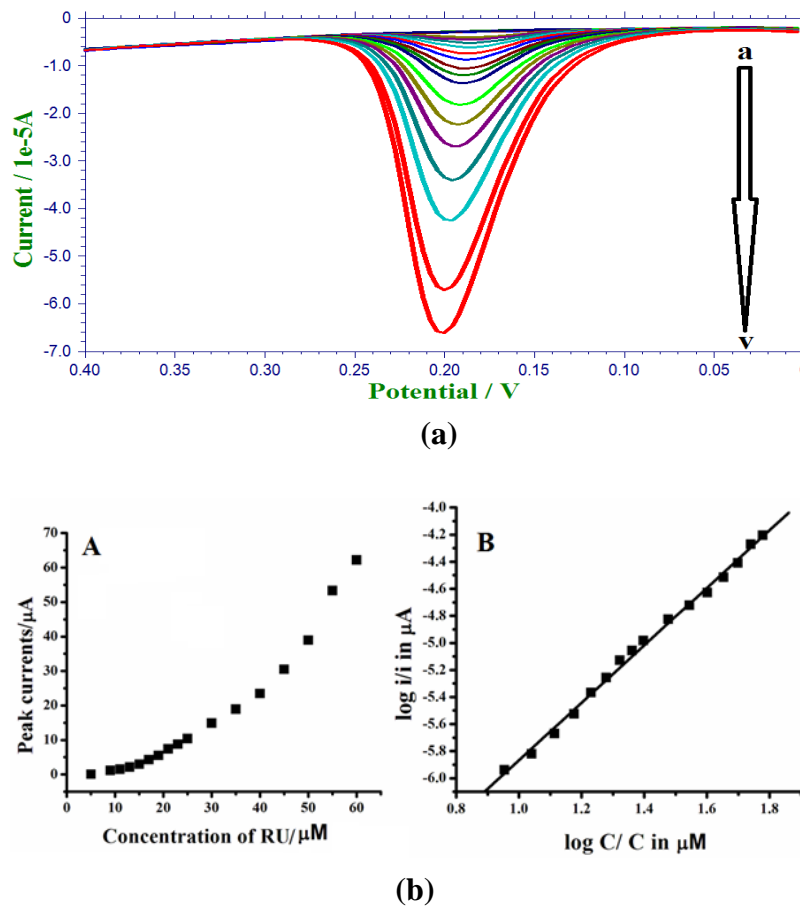 0
-1.0
-2.0
-3.0
-4.0
-5.0
-6.0
-7.0
Current / 1e-5A
a
v
0.40 0.35 0.30 0.25 0.20 0.15 0.10 0.05 0
Potential / V
(a)
A
70
60
50
40
30
20
10
0
Peak currents/μA
0 10 20 30 40 50 60
Concentration of RU/μM
B
-4.0
-4.2
-4.4
-4.6
-4.8
-5.0
-5.2
-5.4
-5.6
-5.8
-6.0
log i/i in μA
0.8 1.0 1.2 1.4 1.6 1.8
log C/ C in μM
(b)